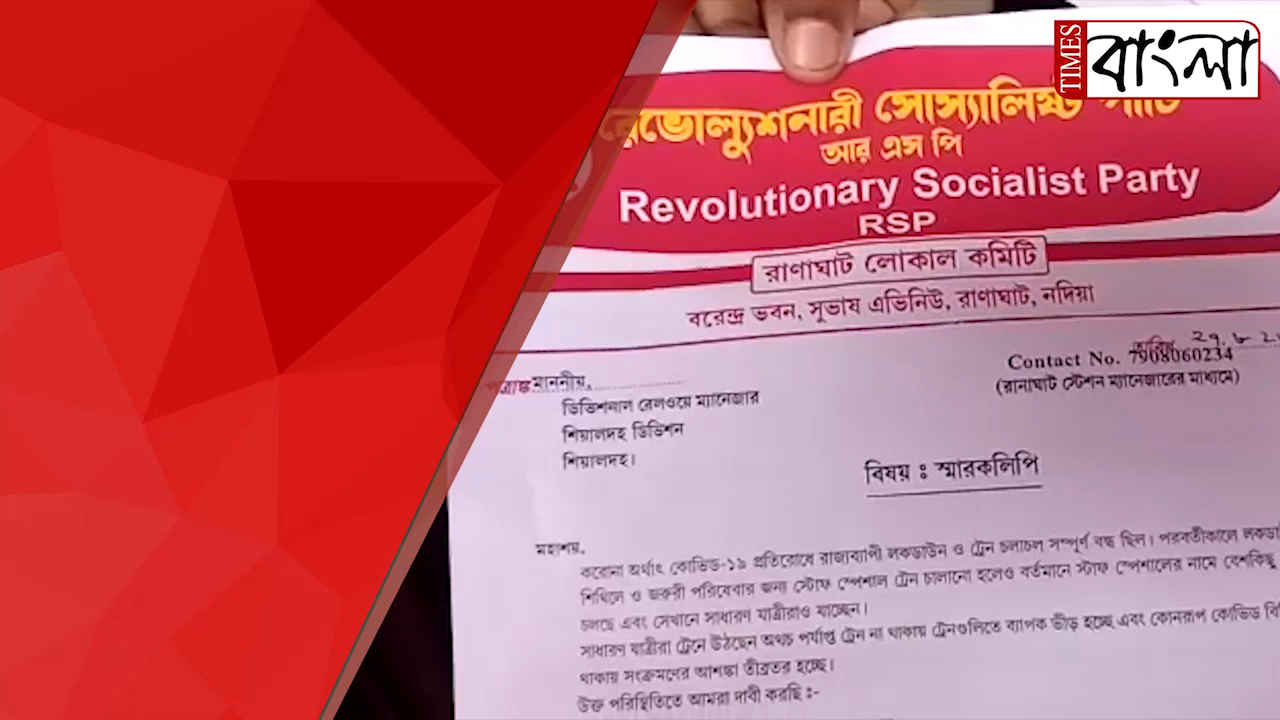 TIMES বাংলা
রেভোল্যুশনারী সোস্যালিষ্ট পার্টি
আর এস পি
Revolutionary Socialist Party
RSP
রাণাঘাট লোকাল কমিটি
বরেন্দ্র ভবন, সুভাষ এভিনিউ, রাণাঘাট, নদিয়া
পত্রাঙ্ক
তারিখ
Contact No. 7908060234
(রানাঘাট স্টেশন ম্যানেজারের মাধ্যমে)
মাননীয়,
ডিভিশনাল রেলওয়ে ম্যানেজার
শিয়ালদহ ডিভিশন
শিয়ালদহ।
বিষয় : স্মারকলিপি
মহাশয়,
করোনা অর্থাৎ কোভিড-১৯ প্রতিরোধে রাজ্যব্যাপী লকডাউন ও ট্রেন চলাচল সম্পূর্ণ বন্ধ ছিল। পরবর্তীকালে
শিথিলে ও জরুরী পরিবেবার জন্য স্টোফ স্পেশাল ট্রেন চালানো হলেও বর্তমানে স্টাফ স্পেশালের নামে বেশকিছু
চলছে এবং সেখানে সাধারণ যাত্রীরাও যাচ্ছেন।
সাধারণ যাত্রীরা ট্রেনে উঠছেন অথচ পর্যাপ্ত ট্রেন না থাকায় ট্রেনগুলিতে ব্যাপক ভীড় হচ্ছে এবং কোনরূপ কোভিড
থাকায় সংক্রমণের আশঙ্কা তীব্রতর হচ্ছে।
উক্ত পরিস্থিতিতে আমরা দাবী করছি :-